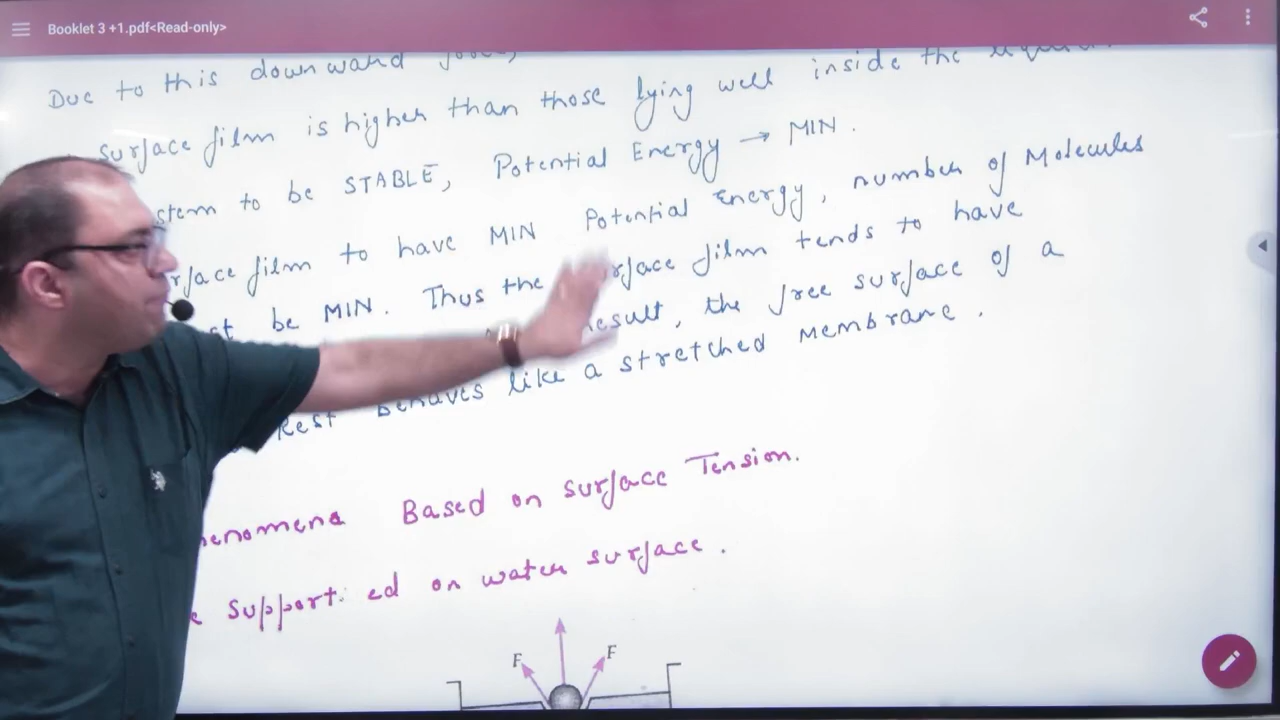 Booklet 3 +1.pdf<Read-only>
Due to this downward
surface film is higher than those lying well inside the
stem to be STABLE, Potential Energy → MIN.
rface film to have MIN Potential energy, number of Molecules
st be MIN. Thus the rface film tends to have
result, the free surface of a
Rest behaves like a stretched membrane.
henomena Based on surface Tension.
e Supported on water surface.
F F